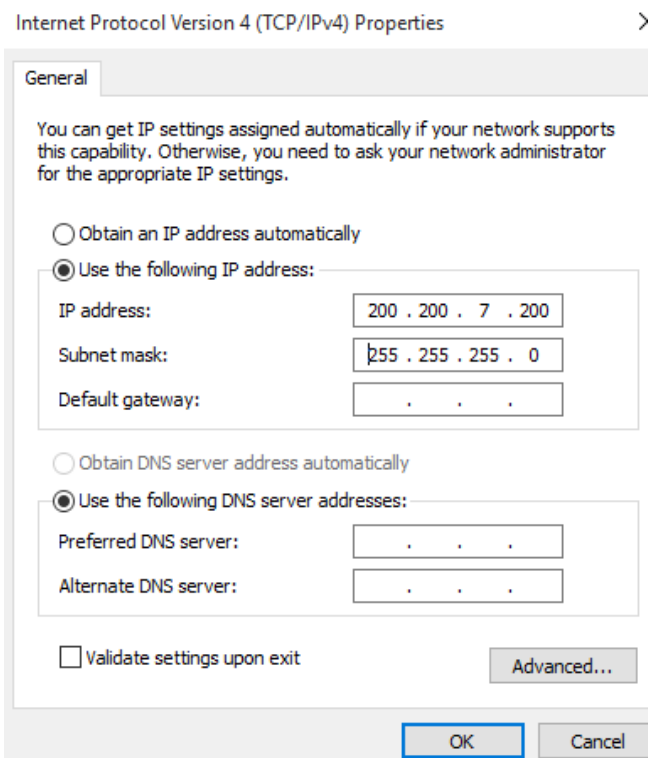 Internet Protocol Version 4 (TCP/IPv4) Properties
General
You can get IP settings assigned automatically if your network supports
this capability. Otherwise, you need to ask your network administrator
for the appropriate IP settings.
Obtain an IP address automatically
Use the following IP address:
IP address: 200 . 200 . 7 . 200
Subnet mask: 255 . 255 . 255 . 0
Default gateway: . . .
Obtain DNS server address automatically
Use the following DNS server addresses:
Preferred DNS server: . . .
Alternate DNS server: . . .
Validate settings upon exit
Advanced...
OK Cancel